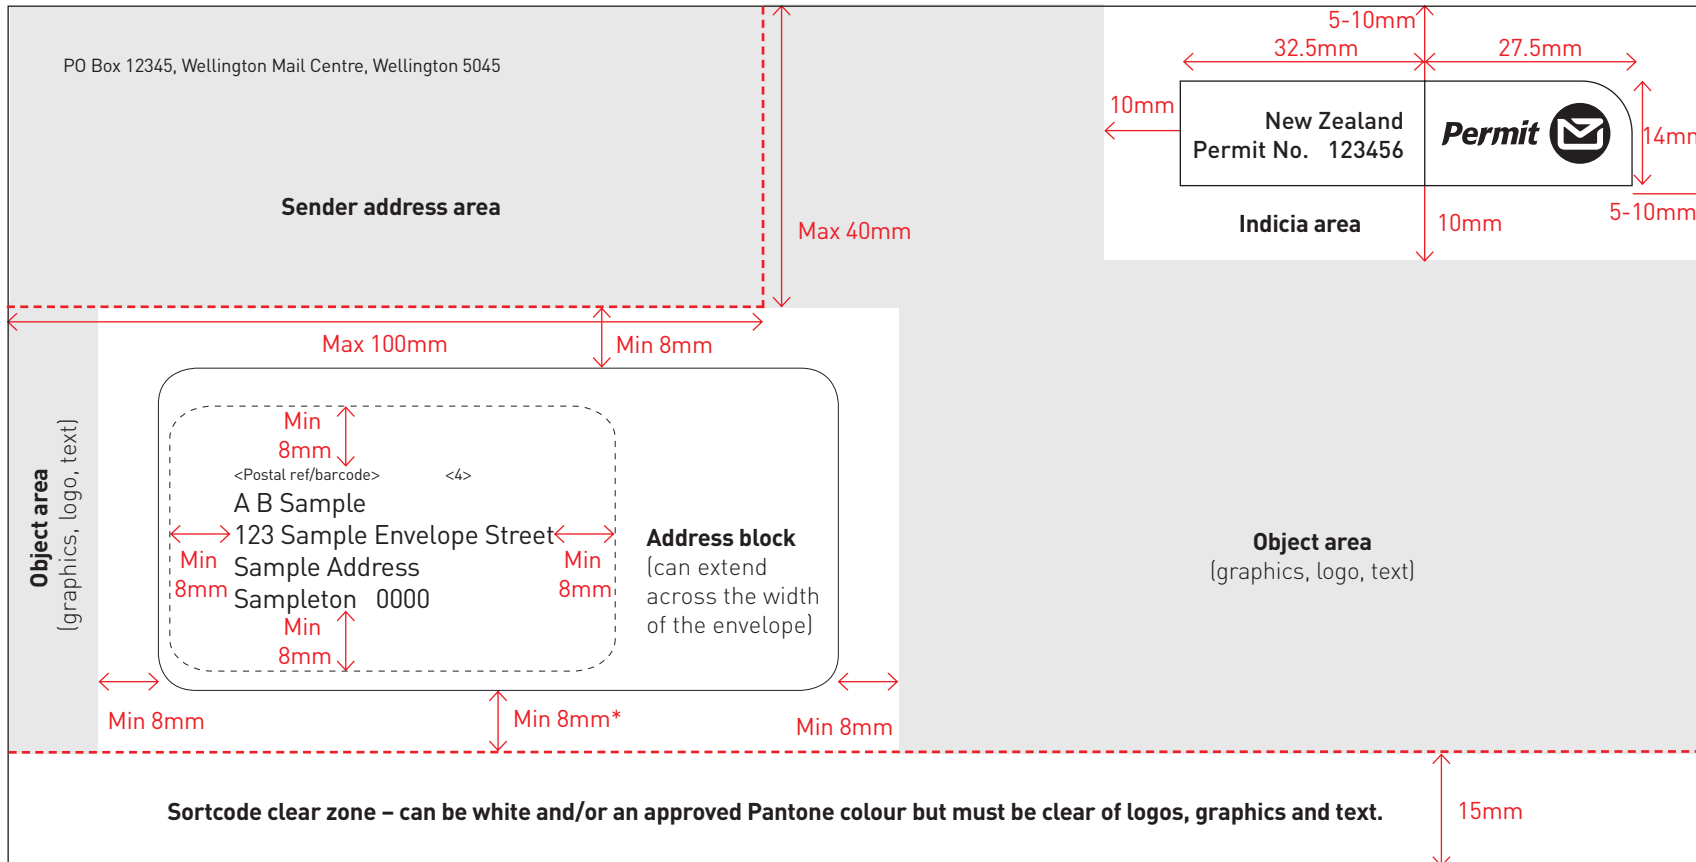 5-10mm
32.5mm
27.5mm
PO Box 12345, Wellington Mail Centre, Wellington 5045
10mm
New Zealand
Permit No. 123456
Permit
14mm
Sender address area
5-10mm
Max 40mm
Indicia area
10mm
Max 100mm
Min 8mm
Object area
(graphics, logo, text)
Min
8mm
<Postal ref/barcode> <4>
A B Sample
123 Sample Envelope Street
Sample Address
Sampleton 0000
Min
8mm
Min
8mm
Min
8mm
Address block
(can extend
across the width
of the envelope)
Object area
(graphics, logo, text)
Min 8mm
Min 8mm*
Min 8mm
Sortcode clear zone – can be white and/or an approved Pantone colour but must be clear of logos, graphics and text.
15mm